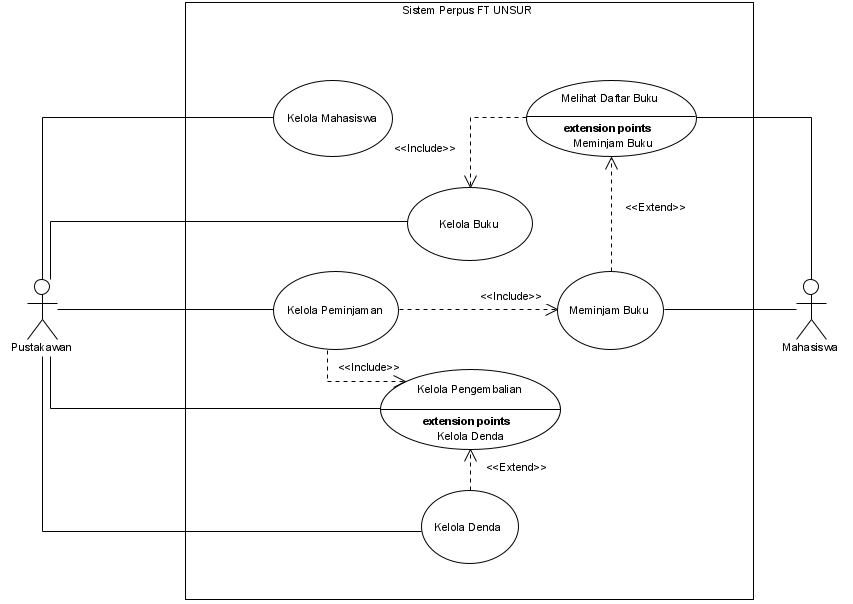 Sistem Perpus FT UNSUR
Melihat Daftar Buku
extension points
Meminjam Buku
Kelola Mahasiswa
<<Include>>
<<Extend>>
Kelola Buku
<<Include>>
Kelola Peminjaman
Meminjam Buku
Pustakawan
Mahasiswa
<<Include>>
Kelola Pengembalian
extension points
Kelola Denda
<<Extend>>
Kelola Denda